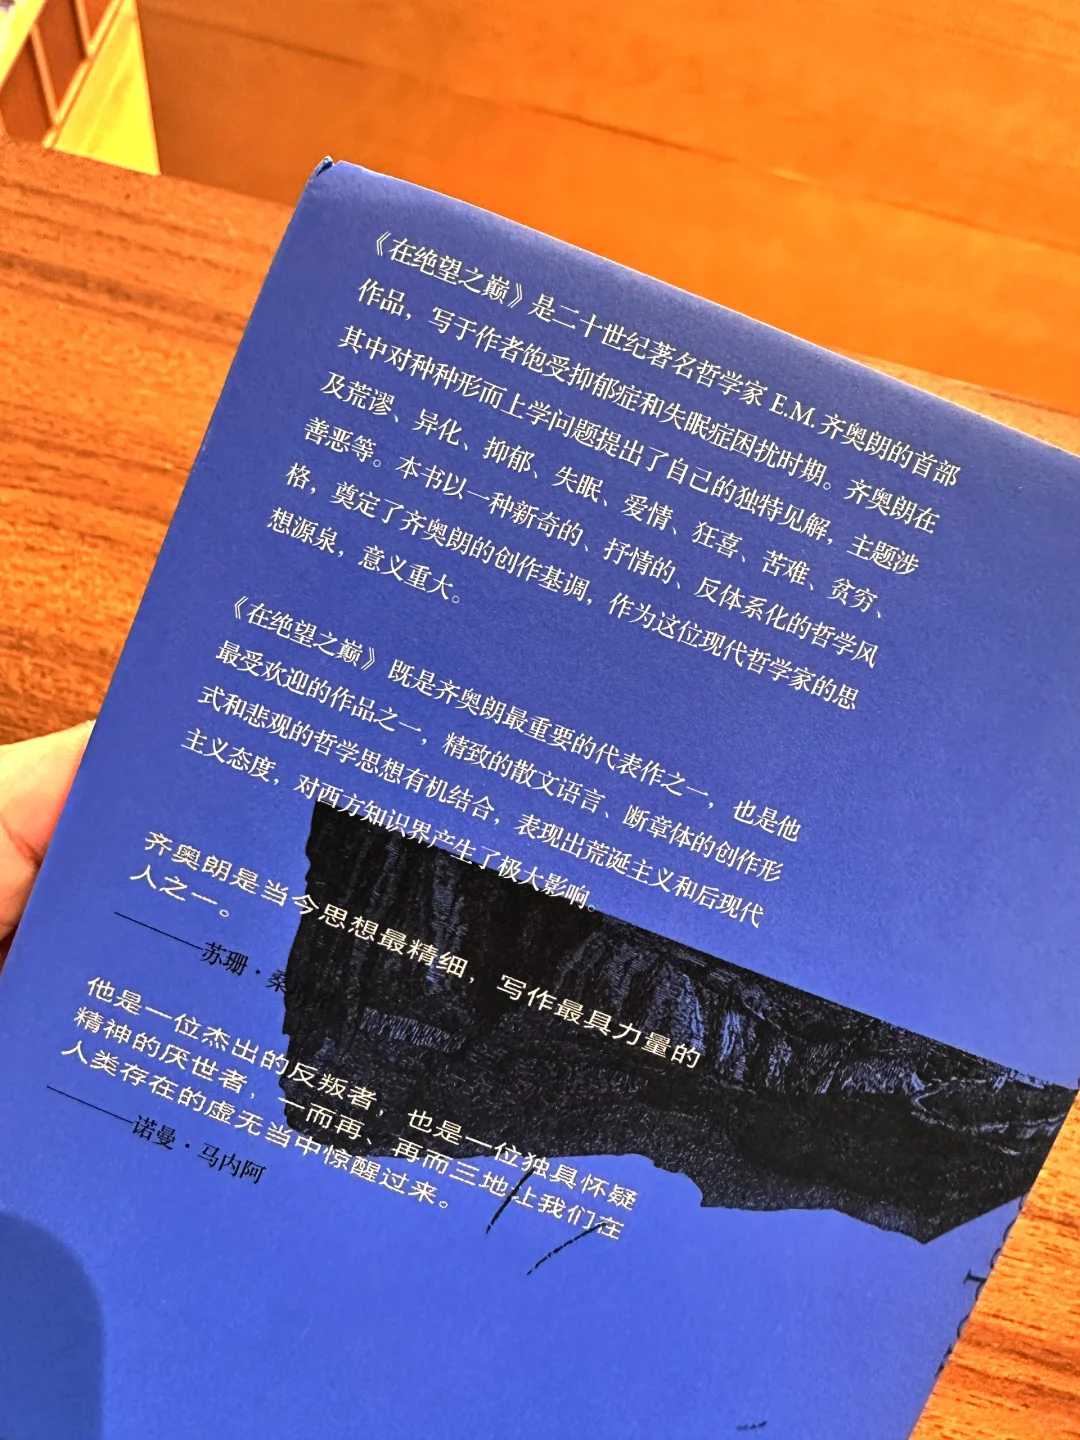 《在绝望之巅》是二十世纪著名哲学家 E.M. 齐奥朗的首部
作品，写于作者饱受抑郁症和失眠症困扰时期。齐奥朗在
其中对种种形而上学问题提出了自己的独特见解，主题涉
及荒谬、异化、抑郁、失眠、爱情、狂喜、苦难、贫穷、
善恶等。本书以一种新奇的、抒情的、反体系化的哲学风
格，奠定了齐奥朗的创作基调，作为这位现代哲学家的思
想源泉，意义重大。
《在绝望之巅》既是齐奥朗最重要的代表作之一，也是他
最受欢迎的作品之一，精致的散文语言、断章体的创作形
式和悲观的哲学思想有机结合，表现出荒诞主义和后现代
主义态度，对西方知识界产生了极大影响。
齐奥朗是当今思想最精细，写作最具力量的
人之一。
——苏珊·桑
他是一位杰出的反叛者，也是一位独具怀疑
精神的厌世者，一而再、再而三地让我们在
人类存在的虚无当中惊醒过来。
——诺曼·马内阿